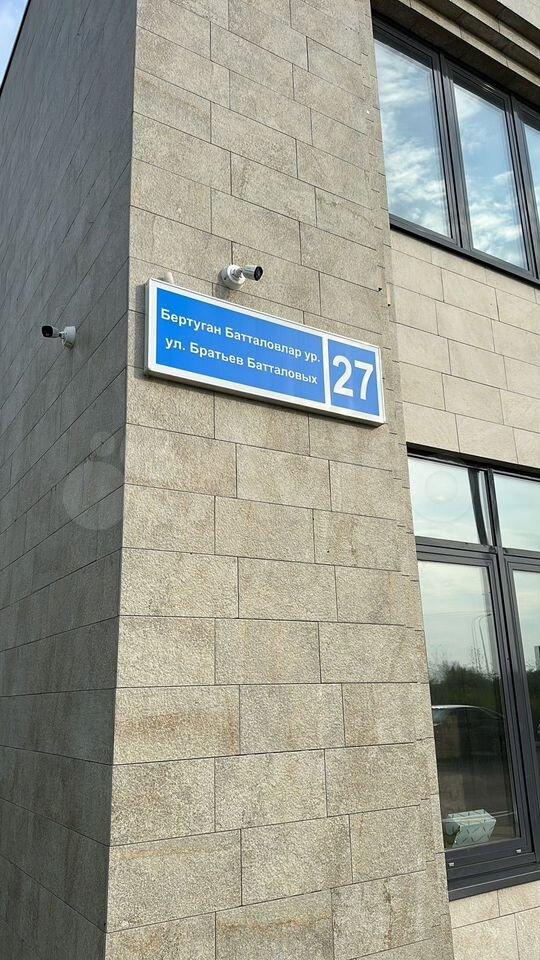 Бертуган Батталовлар ур.
ул. Братьев Батталовых
27